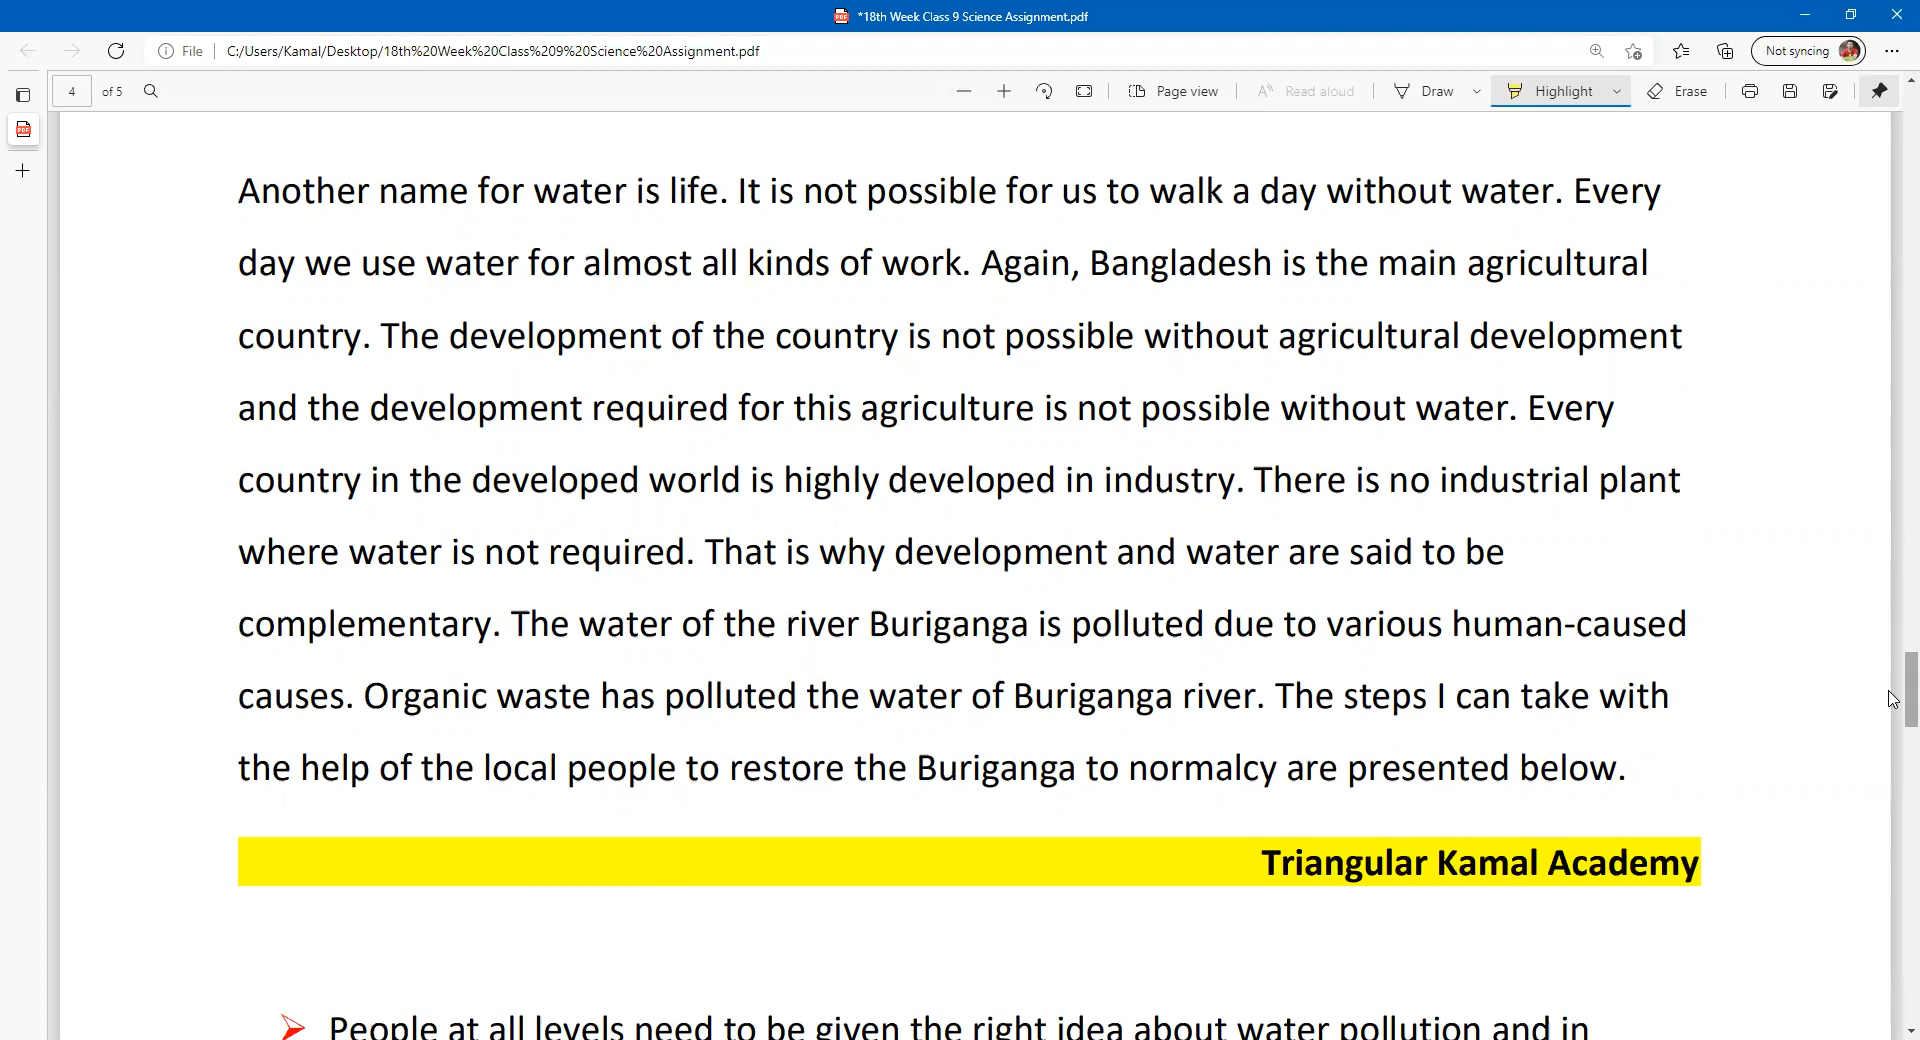 *18th Week Class 9 Science Assignment.pdf
File C:/Users/Kamal/Desktop/18th%20Week%20Class%209%20Science%20Assignment.pdf Not syncing
4 of 5 Page view Read aloud Draw Highlight Erase
Another name for water is life. It is not possible for us to walk a day without water. Every
day we use water for almost all kinds of work. Again, Bangladesh is the main agricultural
country. The development of the country is not possible without agricultural development
and the development required for this agriculture is not possible without water. Every
country in the developed world is highly developed in industry. There is no industrial plant
where water is not required. That is why development and water are said to be
complementary. The water of the river Buriganga is polluted due to various human-caused
causes. Organic waste has polluted the water of Buriganga river. The steps I can take with
the help of the local people to restore the Buriganga to normalcy are presented below.
Triangular Kamal Academy
People at all levels need to be given the right idea about water pollution and in